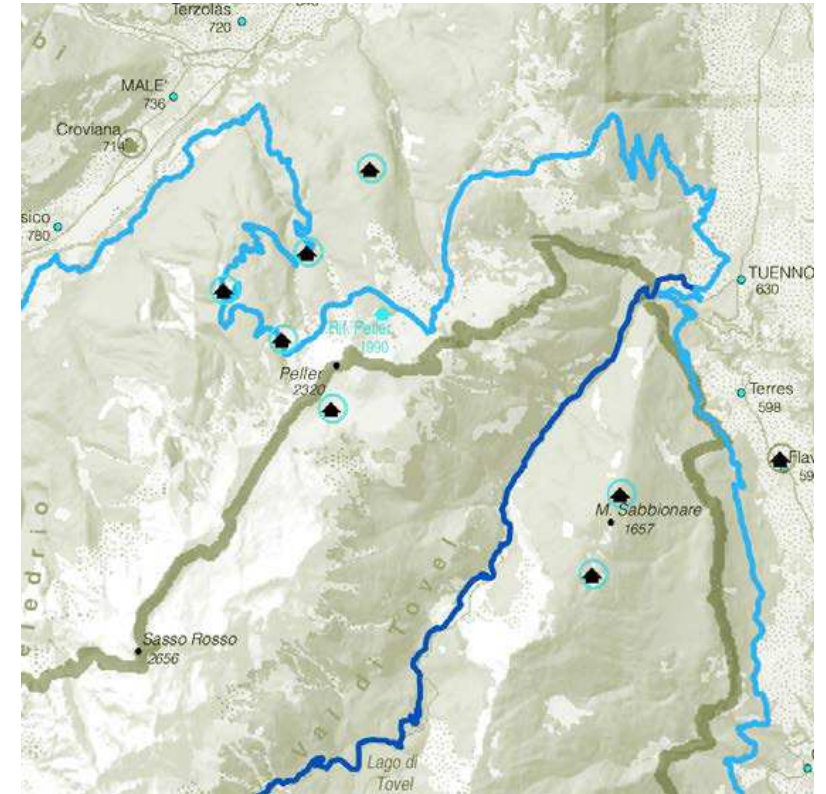 Terzolas
720
MALE'
736
Croviana
714
sico
780
TUENNO
630
Rif. Peller
1990
Peller
2320
Terres
598
Flav
59
M. Sabbionare
1657
eledrio
Val di Tovel
Sasso Rosso
2656
Lago di
Tovel